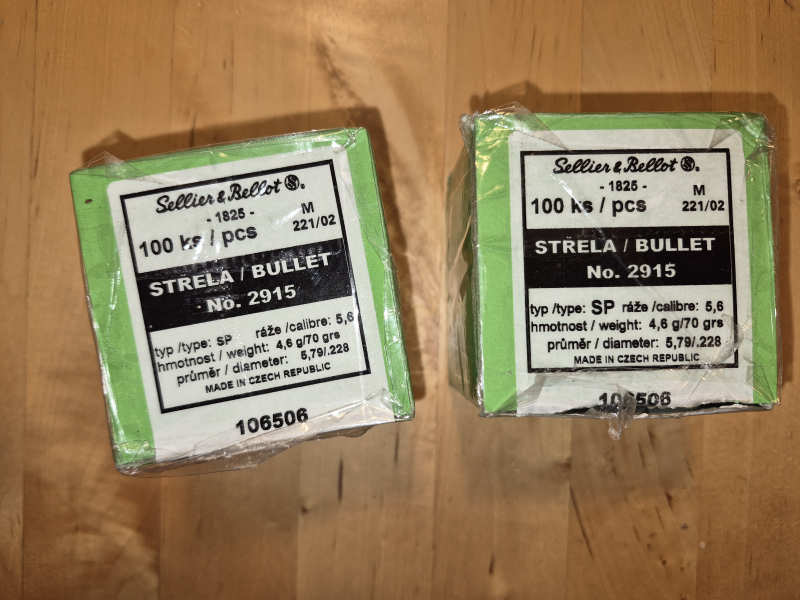 Sellier & Bellot S&B®.
- 1825 -
M
100 ks / pcs
221/02
STŘELA / BULLET
No. 2915
typ /type: SP ráže /calibre: 5,6
hmotnost / weight: 4,6 g/70 grs
průměr / diameter: 5,79/.228
MADE IN CZECH REPUBLIC
106506
Sellier & Bellot S&B®.
- 1825 -
M
100 ks / pcs
221/02
STŘELA / BULLET
No. 2915
typ /type: SP ráže /calibre: 5,6
hmotnost / weight: 4,6 g/70 grs
průměr / diameter: 5,79/.228
MADE IN CZECH REPUBLIC
106506